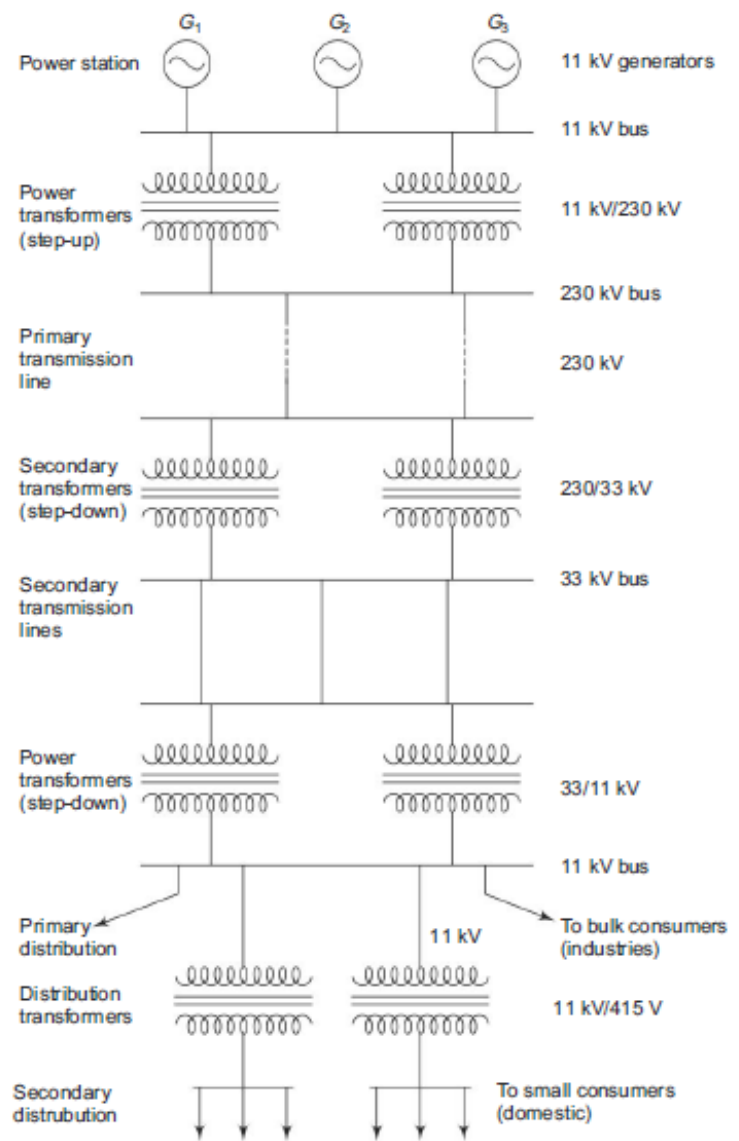 G1 G2 G3
Power station
11 kV generators
11 kV bus
Power
transformers
(step-up)
11 kV/230 kV
230 kV bus
Primary
transmission
line
230 kV
Secondary
transformers
(step-down)
230/33 kV
33 kV bus
Secondary
transmission
lines
Power
transformers
(step-down)
33/11 kV
11 kV bus
Primary
distribution
11 kV
To bulk consumers
(industries)
Distribution
transformers
11 kV/415 V
Secondary
distrubution
To small consumers
(domestic)